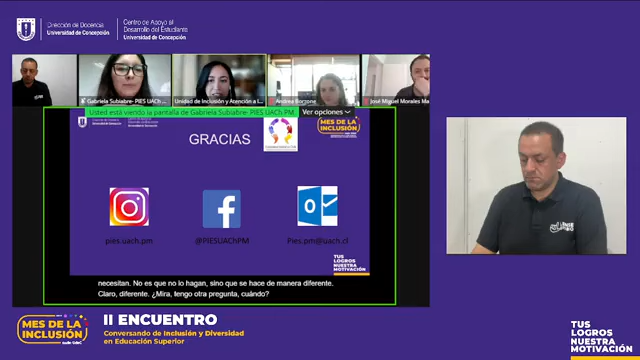 Dirección de Docencia
Universidad de Concepción
Centro de Apoyo al
Desarrollo del Estudiante
Universidad de Concepción
Gabriela Subiabre- PIES UACh
Unidad de Inclusión y Atención a l...
Andrea Borzone
José Miguel Morales Ma
Usted está viendo la pantalla de Gabriela Subiabre- PIES UACh PM
Ver opciones
MES DE LA
INCLUSIÓN
GRACIAS
pies.uach.pm
@PIESUAChPM
Pies.pm@uach.cl
TUS
LOGROS
NUESTRA
MOTIVACIÓN
necesitan. No es que no lo hagan, sino que se hace de manera diferente.
Claro, diferente. ¿Mira, tengo otra pregunta, cuándo?
MES DE LA
INCLUSIÓN
II ENCUENTRO
Conversando de Inclusión y Diversidad
en Educación Superior
TUS
LOGROS
NUESTRA
MOTIVACIÓN